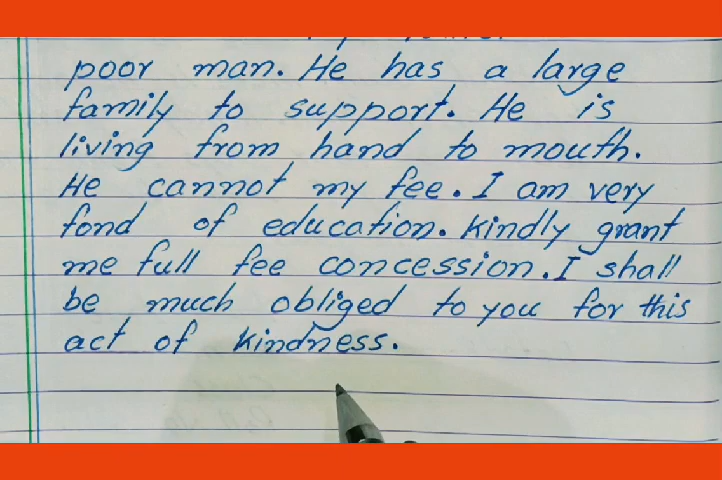 poor man. He has a large
family to support. He is
living from hand to mouth.
He cannot my fee. I am very
fond of education. Kindly grant
me full fee concession. I shall
be much obliged to you for this
act of kindness.